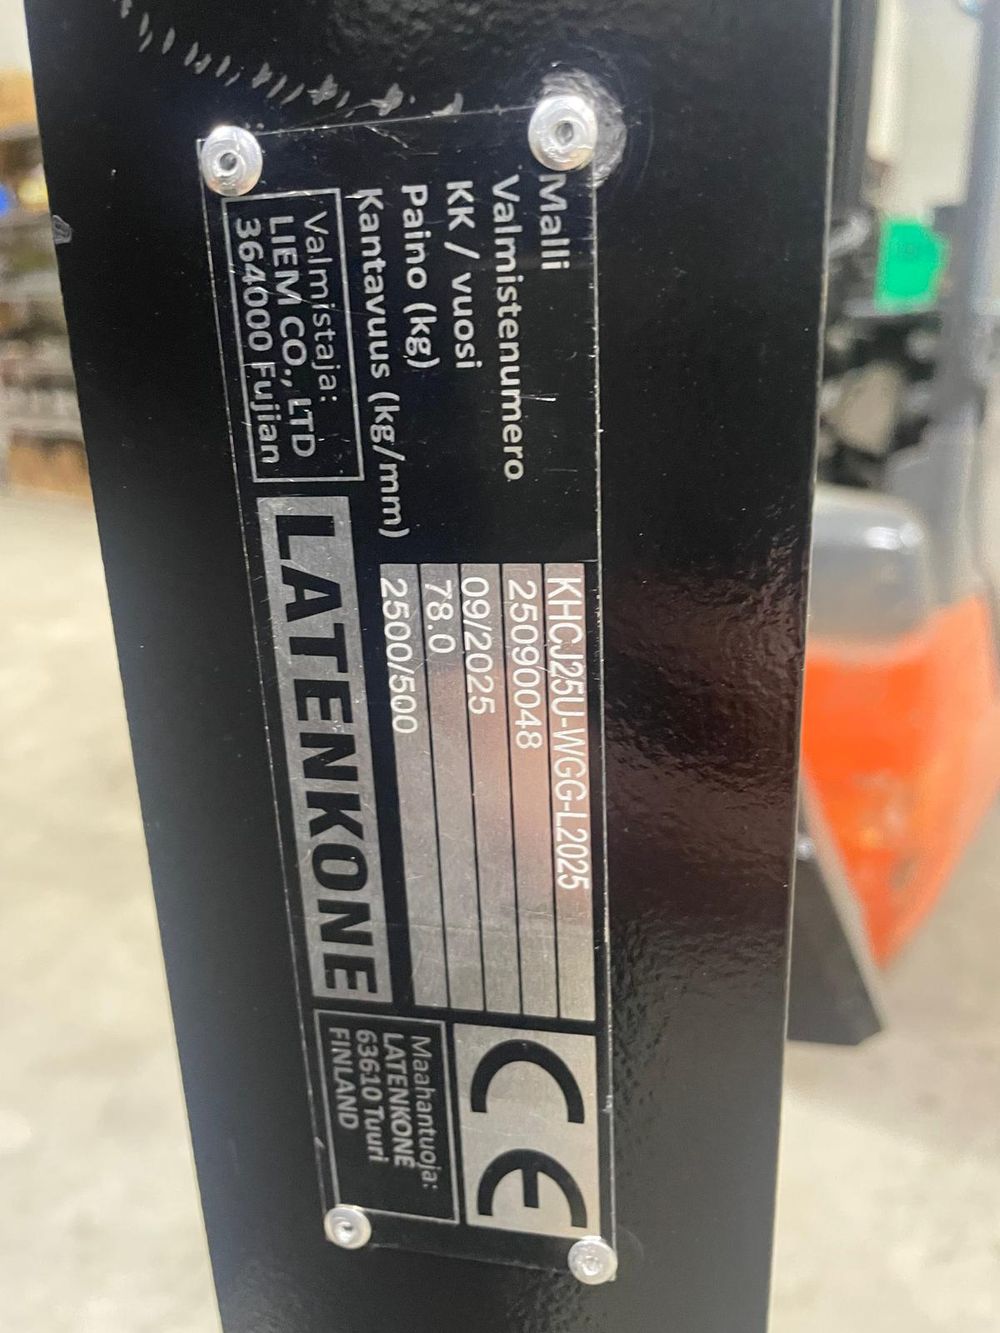 Malli KHCJ25U-WGG-L2025
Valmistenumero 25090048
KK / vuosi 09/2025
Paino (kg) 78.0
Kantavuus (kg/mm) 2500/500
CE
Valmistaja:
LIEM CO., LTD
364000 Fujian
LATENKONE
Maahantuoja:
LATENKONE
63610 Tuuri
FINLAND